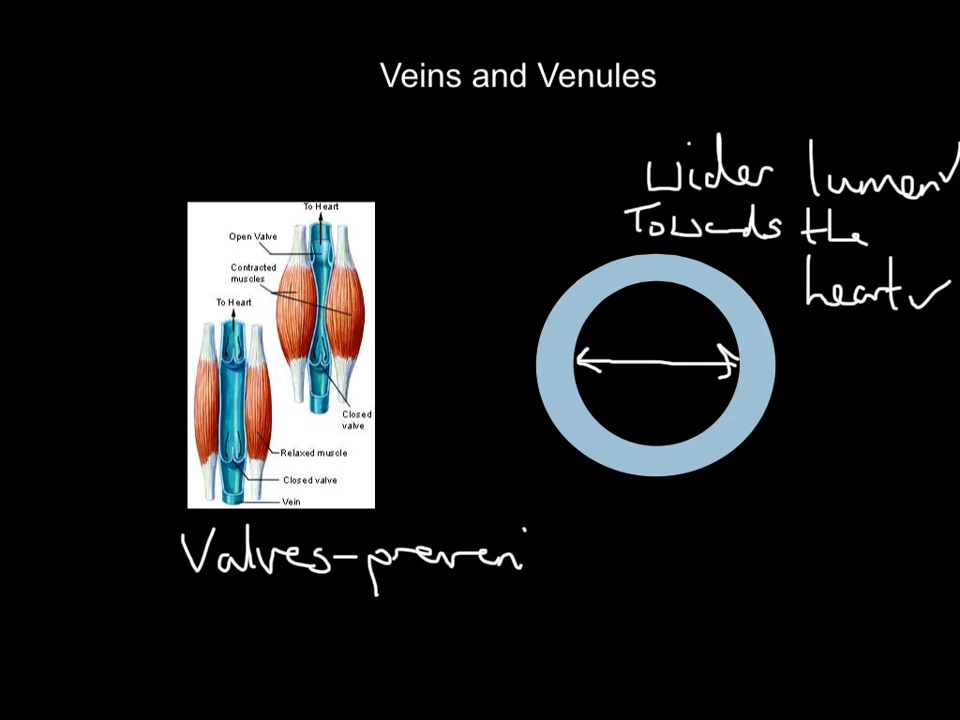 Veins and Venules
wider lumen
Towards the
heart
To Heart
Open Valve
Contracted
muscles
To Heart
Closed
valve
Relaxed muscle
Closed valve
Vein
Valves-preven